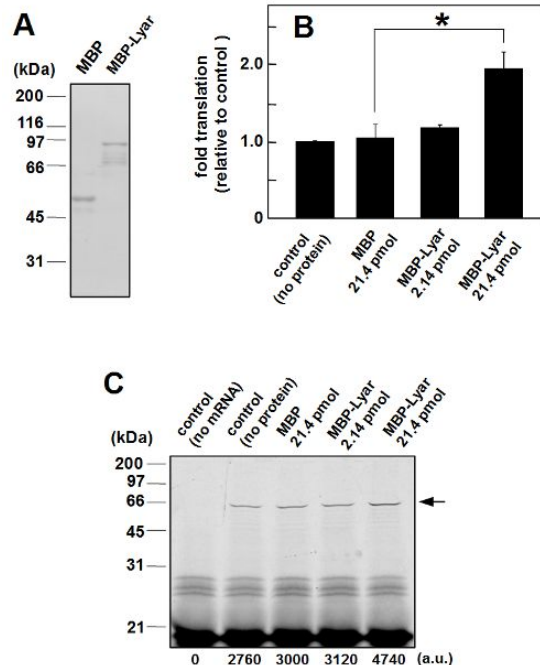 A
MBP
MBP-Lyar
(kDa)
200
116
97
66
45
31
B
fold translation
(relative to control)
2.0
1.0
0
*
control
(no protein)
MBP
21.4 pmol
MBP-Lyar
2.14 pmol
MBP-Lyar
21.4 pmol
C
control
(no mRNA)
control
(no protein)
MBP
21.4 pmol
MBP-Lyar
2.14 pmol
MBP-Lyar
21.4 pmol
(kDa)
200
97
66
45
31
21
0 2760 3000 3120 4740 (a.u.)